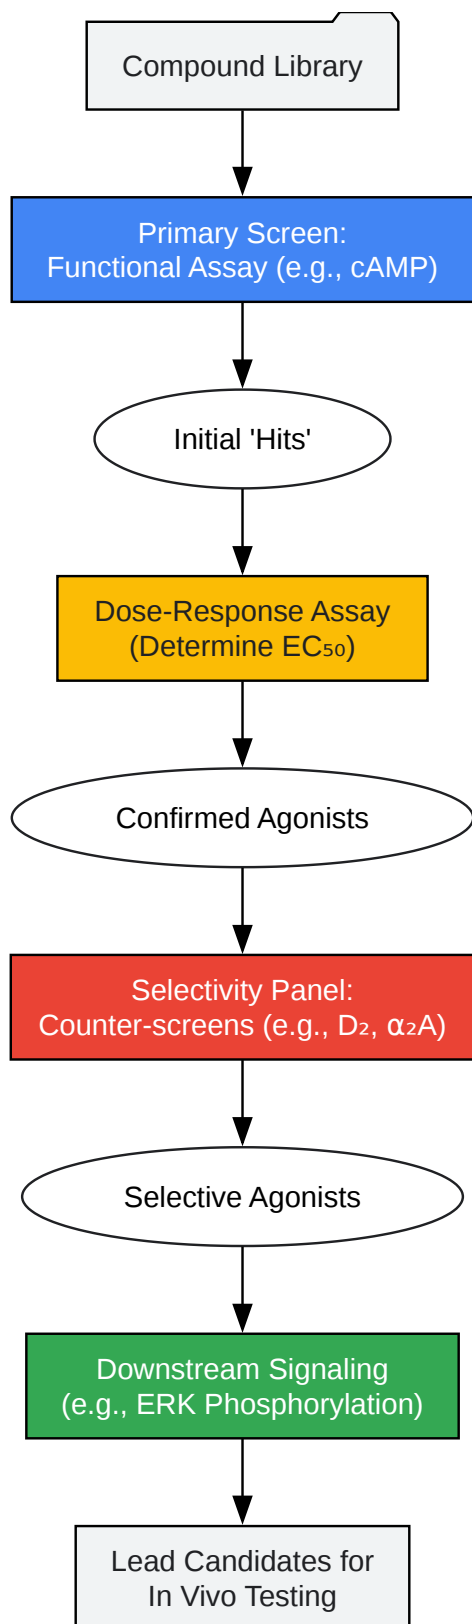 Compound Library
Primary Screen:
Functional Assay (e.g., cAMP)
Initial 'Hits'
Dose-Response Assay
(Determine EC₅₀)
Confirmed Agonists
Selectivity Panel:
Counter-screens (e.g., D₂, α₂A)
Selective Agonists
Downstream Signaling
(e.g., ERK Phosphorylation)
Lead Candidates for
In Vivo Testing